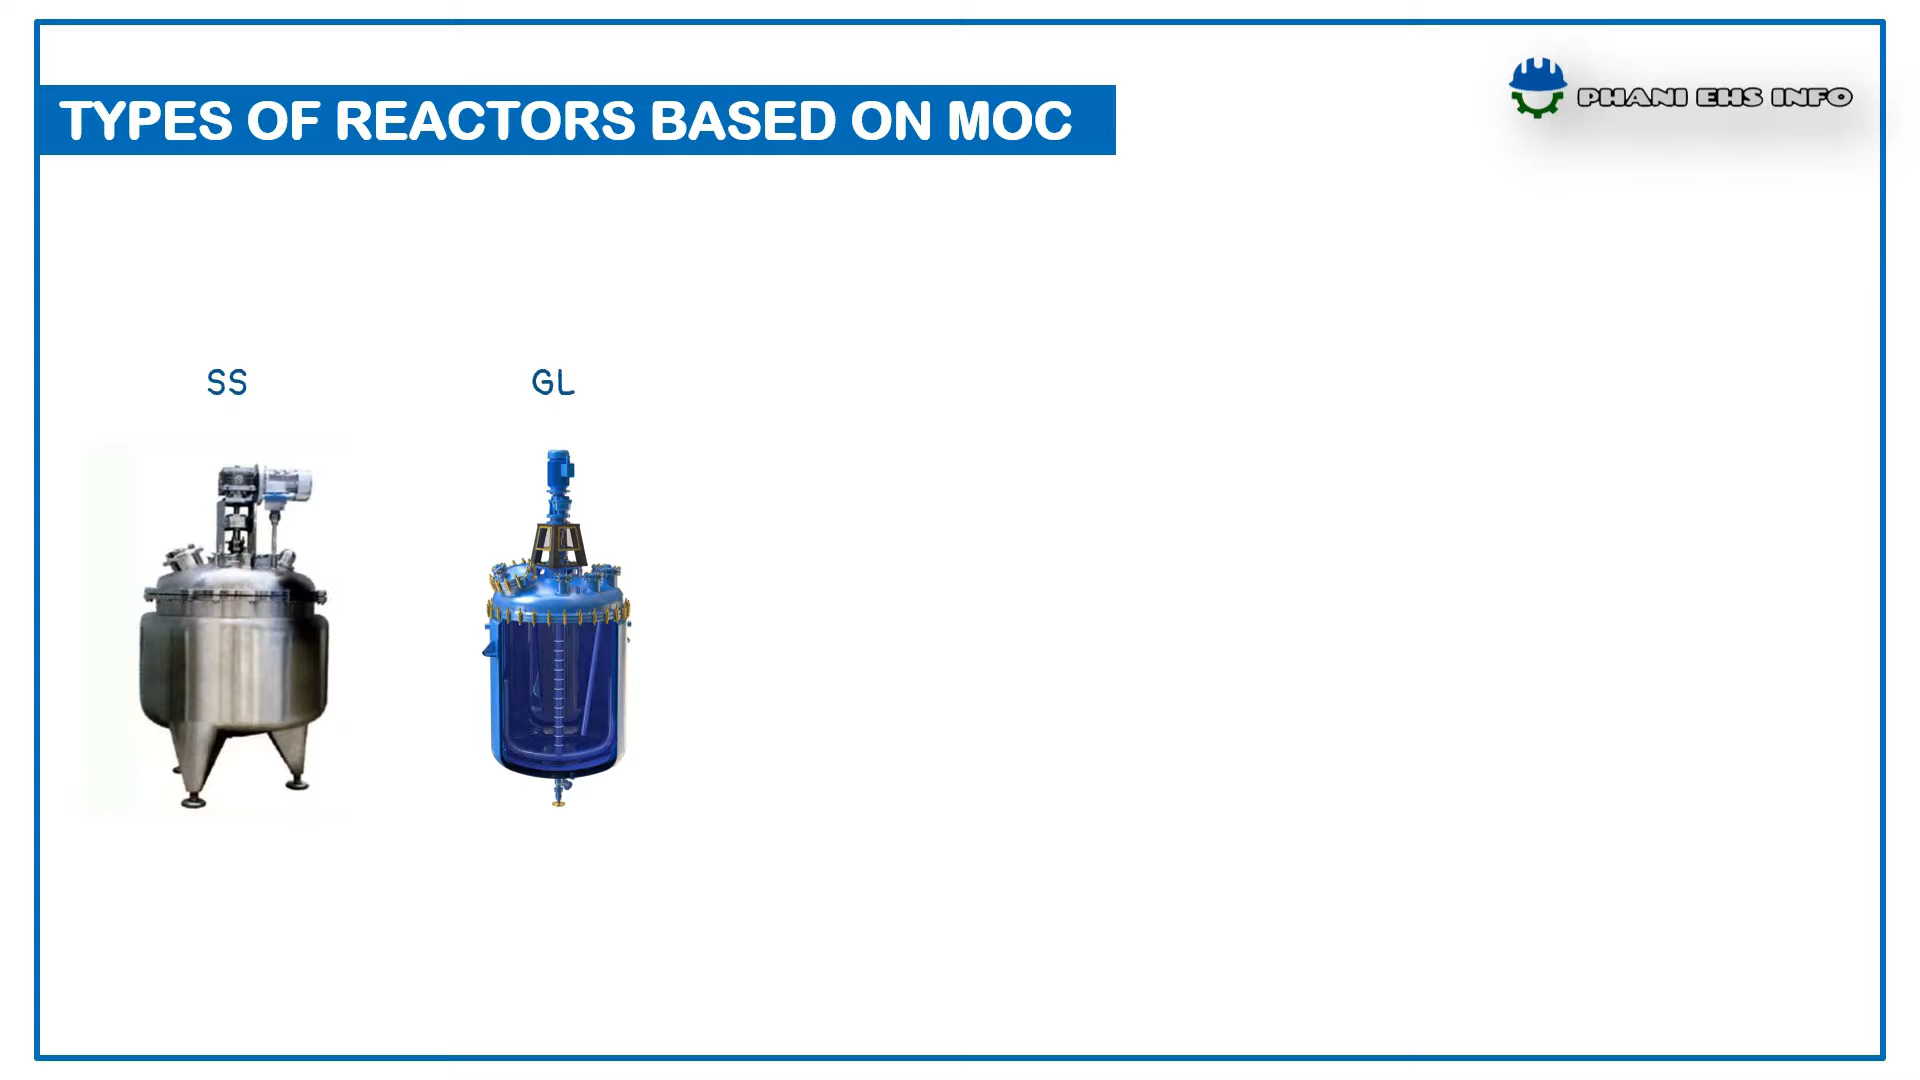 TYPES OF REACTORS BASED ON MOC
PHANI EHS INFO
SS
GL